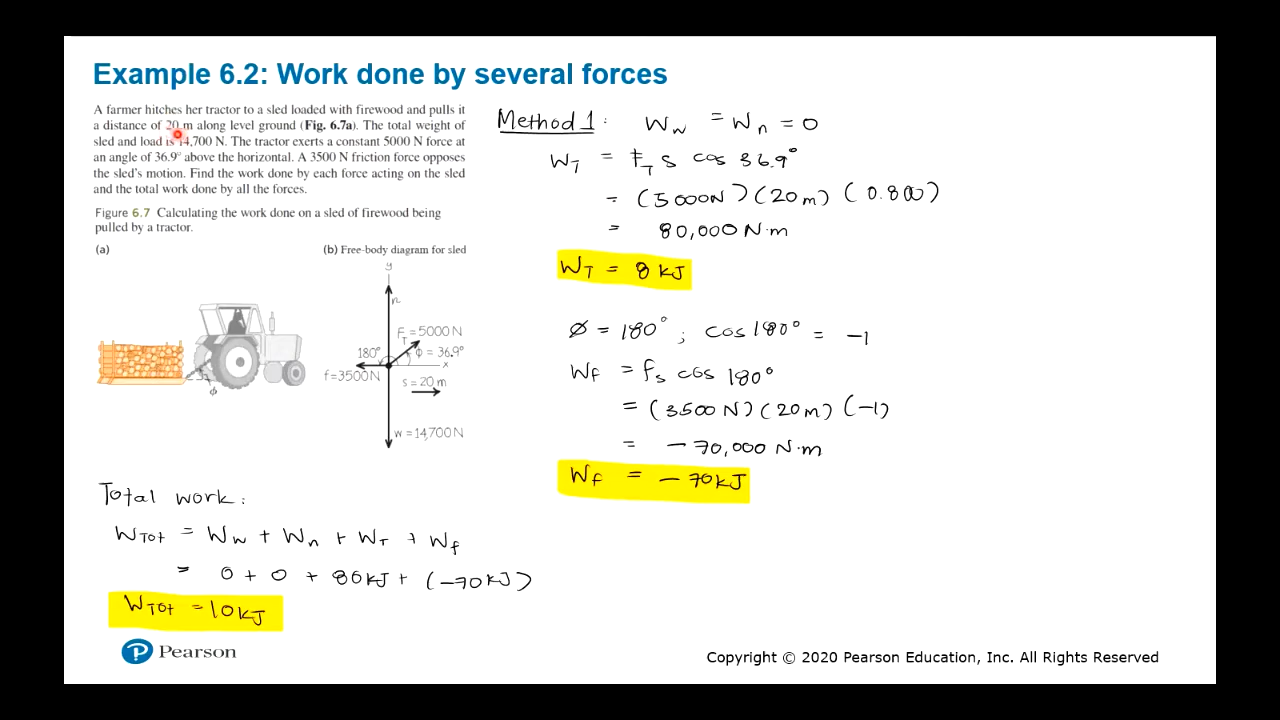 Example 6.2: Work done by several forces
A farmer hitches her tractor to a sled loaded with firewood and pulls it
a distance of 20 m along level ground (Fig. 6.7a). The total weight of
sled and load is 14,700 N. The tractor exerts a constant 5000 N force at
an angle of 36.9° above the horizontal. A 3500 N friction force opposes
the sled's motion. Find the work done by each force acting on the sled
and the total work done by all the forces.
Figure 6.7 Calculating the work done on a sled of firewood being
pulled by a tractor.
(a)
(b) Free-body diagram for sled
y
n
F_T = 5000 N
180°
ϕ = 36.9°
x
f=3500N
s = 20 m
w = 14,700 N
ϕ
Total work:
W_Tot = W_w + W_n + W_T + W_f
= 0 + 0 + 80kJ + (-70kJ)
W_Tot = 10kJ
Method 1: W_w = W_n = 0
W_T = F_T s cos 36.9°
= (5000N)(20m)(0.800)
= 80,000 N·m
W_T = 8 kJ
ϕ = 180°; cos 180° = -1
W_f = f_s cos 180°
= (3500 N)(20m)(-1)
= -70,000 N·m
W_f = -70kJ
Pearson
Copyright © 2020 Pearson Education, Inc. All Rights Reserved